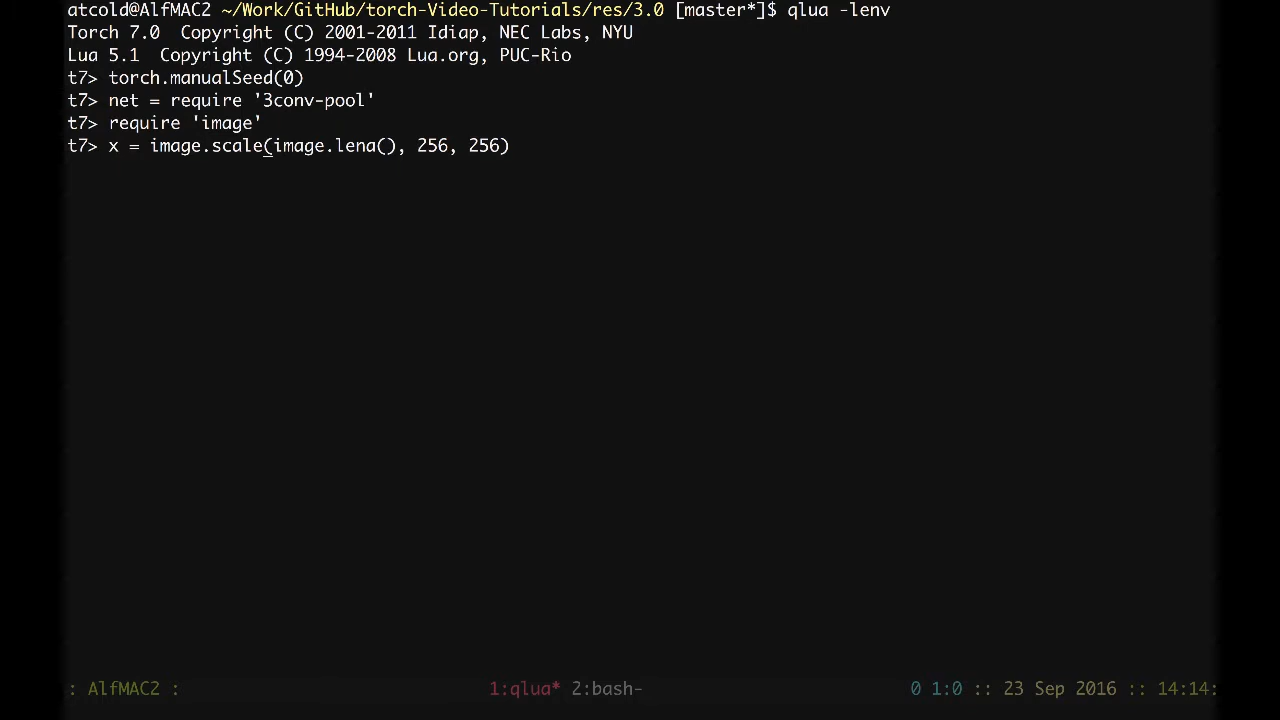 atcold@AlfMAC2 ~/Work/GitHub/torch-Video-Tutorials/res/3.0 [master*]$ qlua -lenv
Torch 7.0  Copyright (C) 2001-2011 Idiap, NEC Labs, NYU
Lua 5.1  Copyright (C) 1994-2008 Lua.org, PUC-Rio
t7> torch.manualSeed(0)
t7> net = require '3conv-pool'
t7> require 'image'
t7> x = image.scale(image.lena(), 256, 256)
: AlfMAC2 : 1:qlua* 2:bash- 0 1:0 :: 23 Sep 2016 :: 14:14: